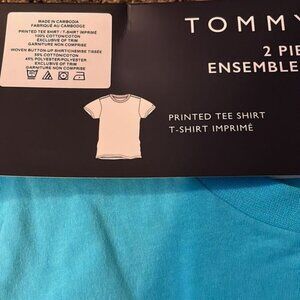 MADE IN CAMBODIA
FABRIQUÉ AU CAMBODGE
PRINTED TEE SHIRT / T-SHIRT IMPRIMÉ
100% COTTON/COTON
EXCLUSIVE OF TRIM
GARNITURE NON COMPRIS
WOVEN BUTTON-UP SHIRT/CHEMISE TISSÉE
55% COTTON/COTON
45% POLYESTER/POLYESTER
EXCLUSIVE OF TRIM
GARNITURE NON COMPRIS
TOMMY
2 PIE
ENSEMBLE
PRINTED TEE SHIRT
T-SHIRT IMPRIMÉ